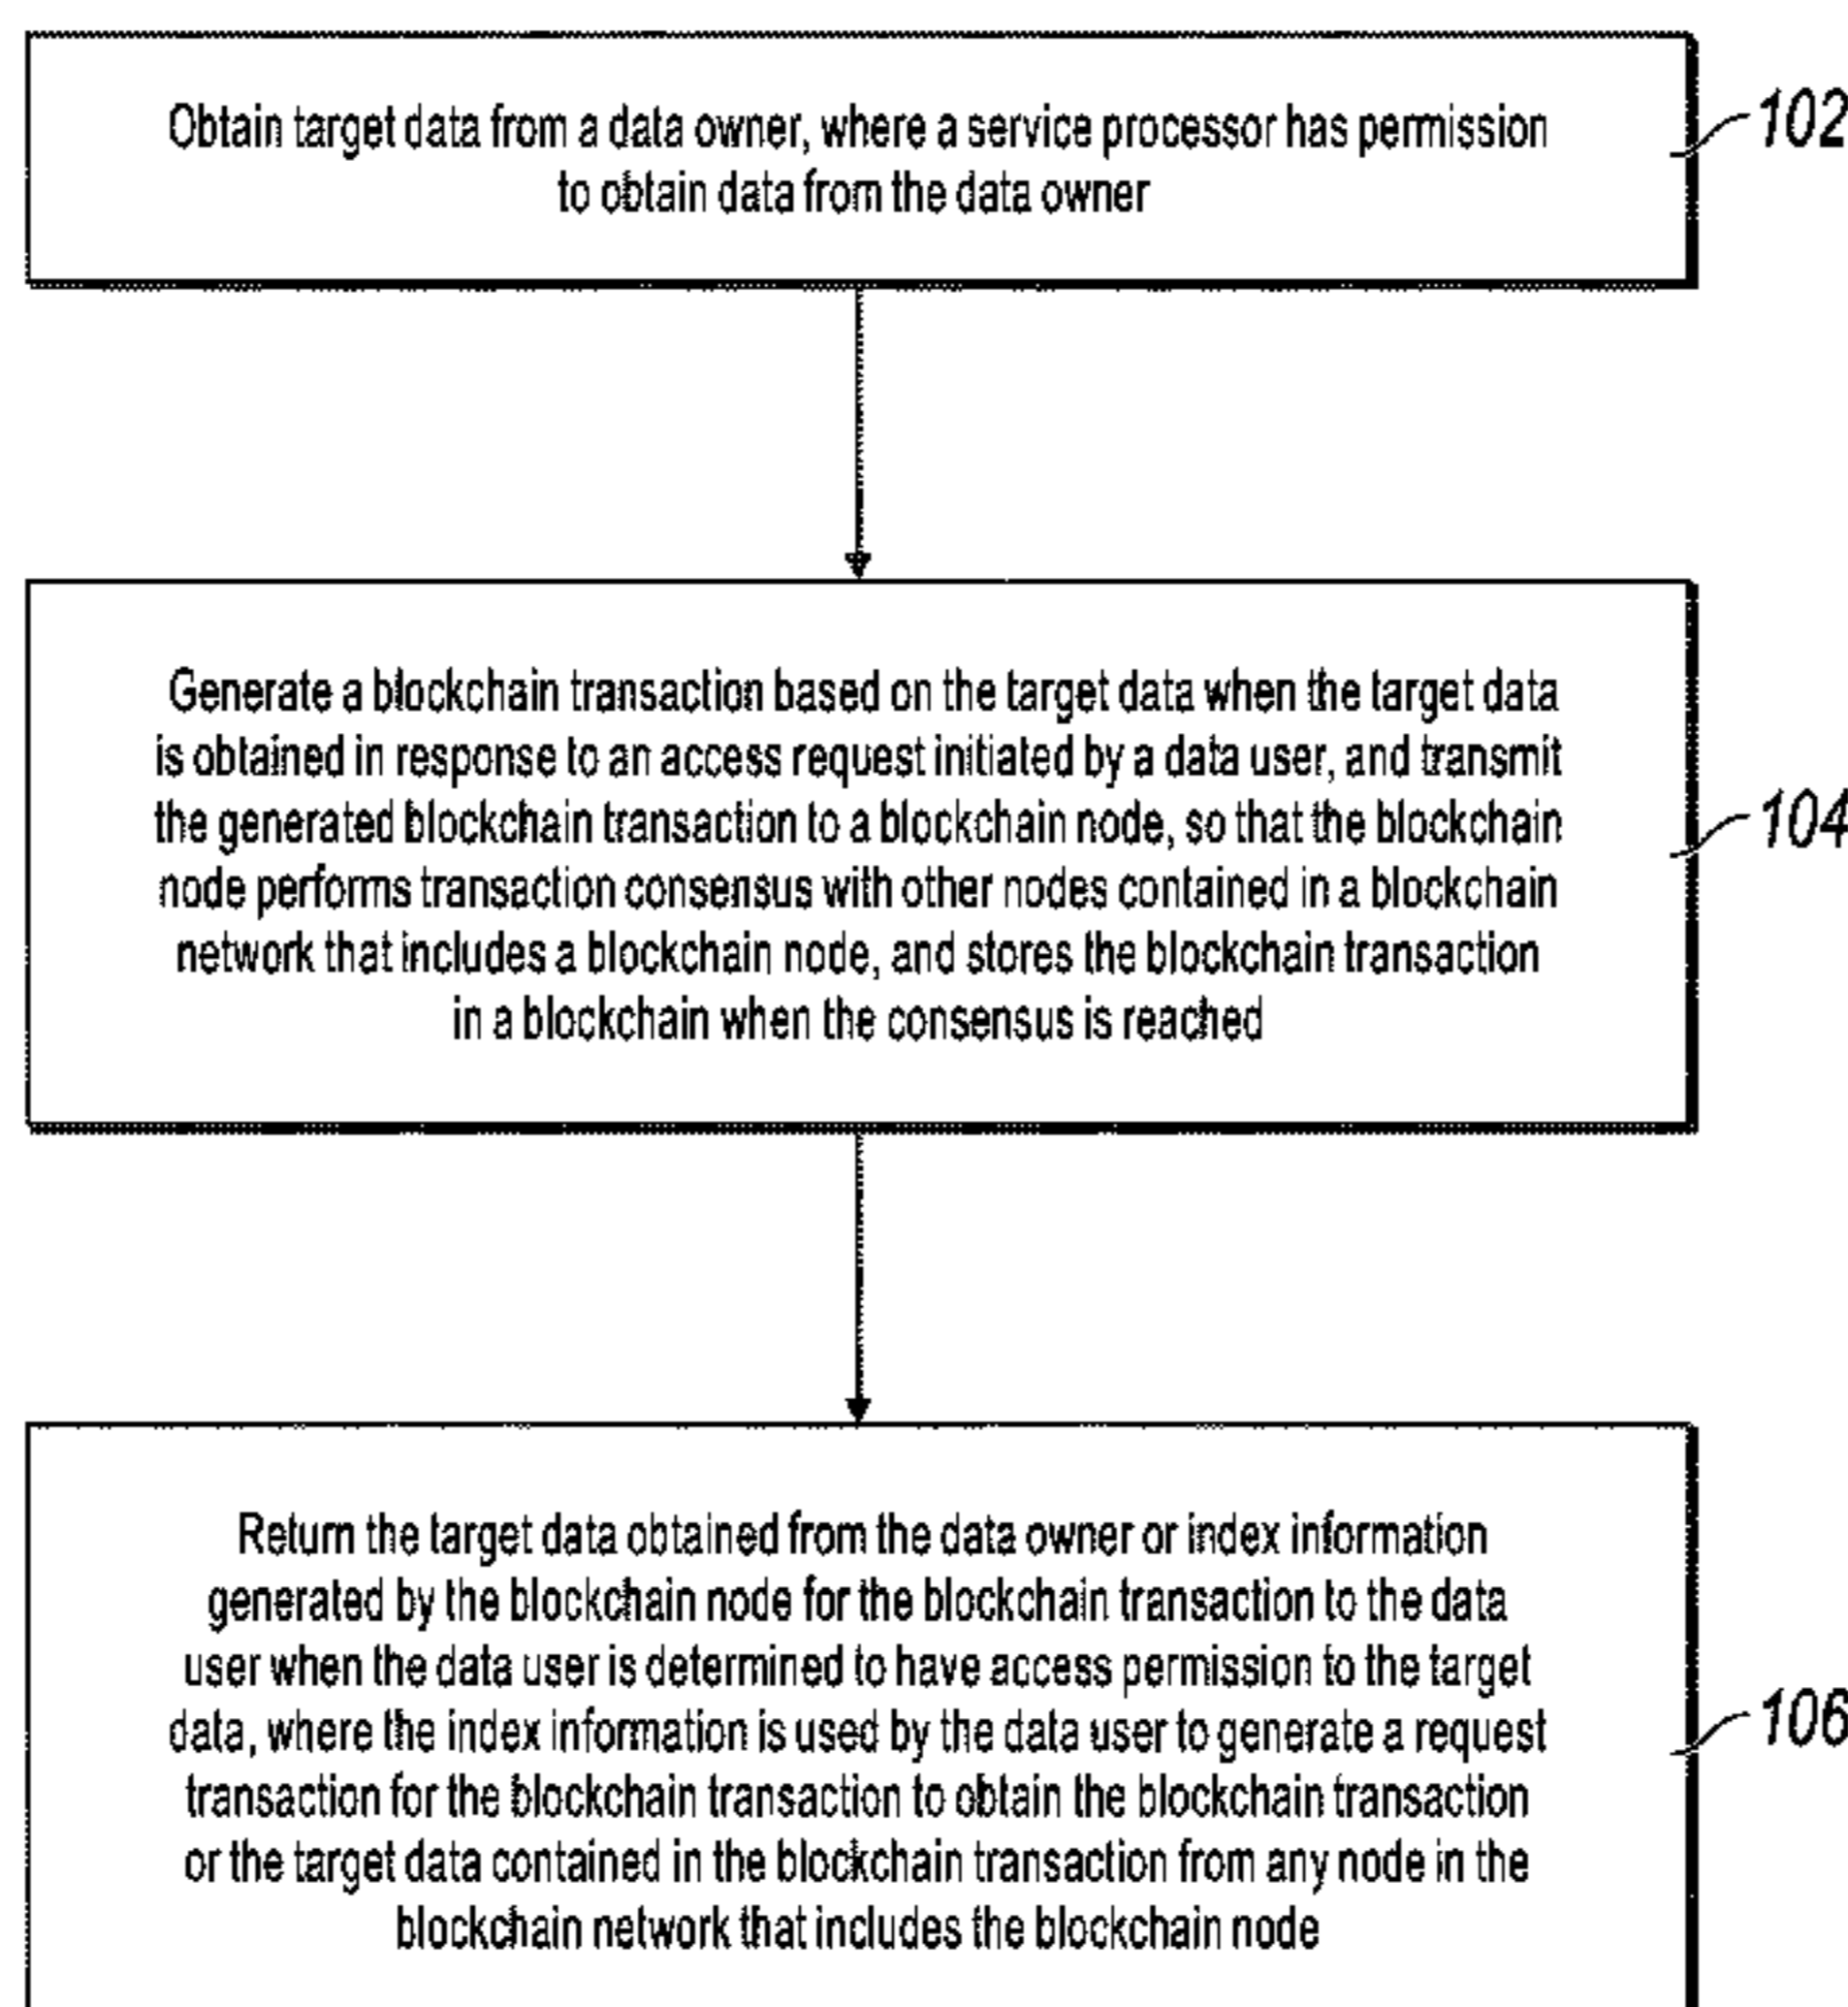 Obtain target data from a data owner, where a service processor has permission
to obtain data from the data owner
102
Generate a blockchain transaction based on the target data when the target data
is obtained in response to an access request initiated by a data user, and transmit
the generated blockchain transaction to a blockchain node, so that the blockchain
node performs transaction consensus with other nodes contained in a blockchain
network that includes a blockchain node, and stores the blockchain transaction
in a blockchain when the consensus is reached
104
Return the target data obtained from the data owner or index information
generated by the blockchain node for the blockchain transaction to the data
user when the data user is determined to have access permission to the target
data, where the index information is used by the data user to generate a request
transaction for the blockchain transaction to obtain the blockchain transaction
or the target data contained in the blockchain transaction from any node in the
blockchain network that includes the blockchain node
106